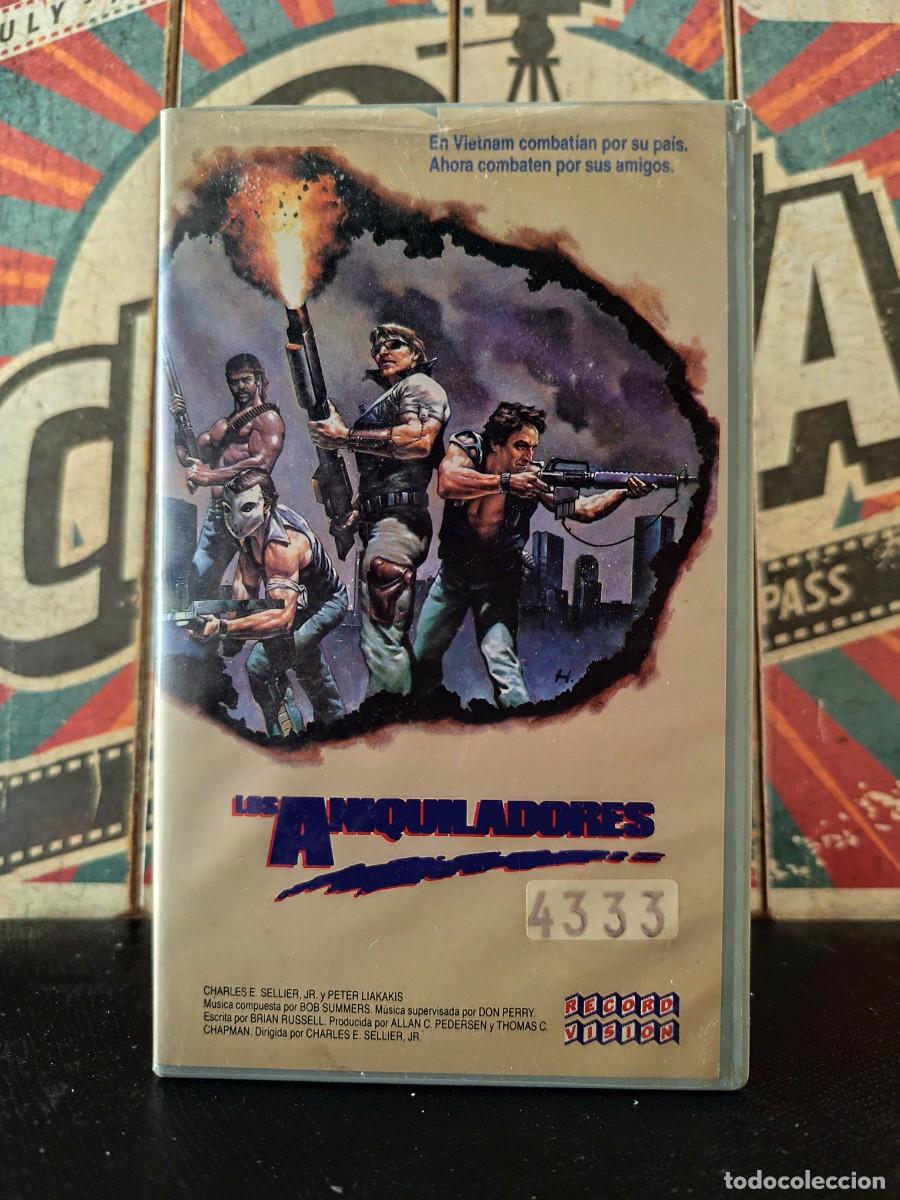 JULY
En Vietnam combatían por su país.
Ahora combaten por sus amigos.
PASS
LOS ANIQUILADORES
4333
CHARLES E. SELLIER, JR. y PETER LIAKAKIS
Música compuesta por BOB SUMMERS. Música supervisada por DON PERRY.
Escrita por BRIAN RUSSELL. Producida por ALLAN C. PEDERSEN y THOMAS C.
CHAPMAN. Dirigida por CHARLES E. SELLIER, JR.
RECORD
VISION
todocoleccion